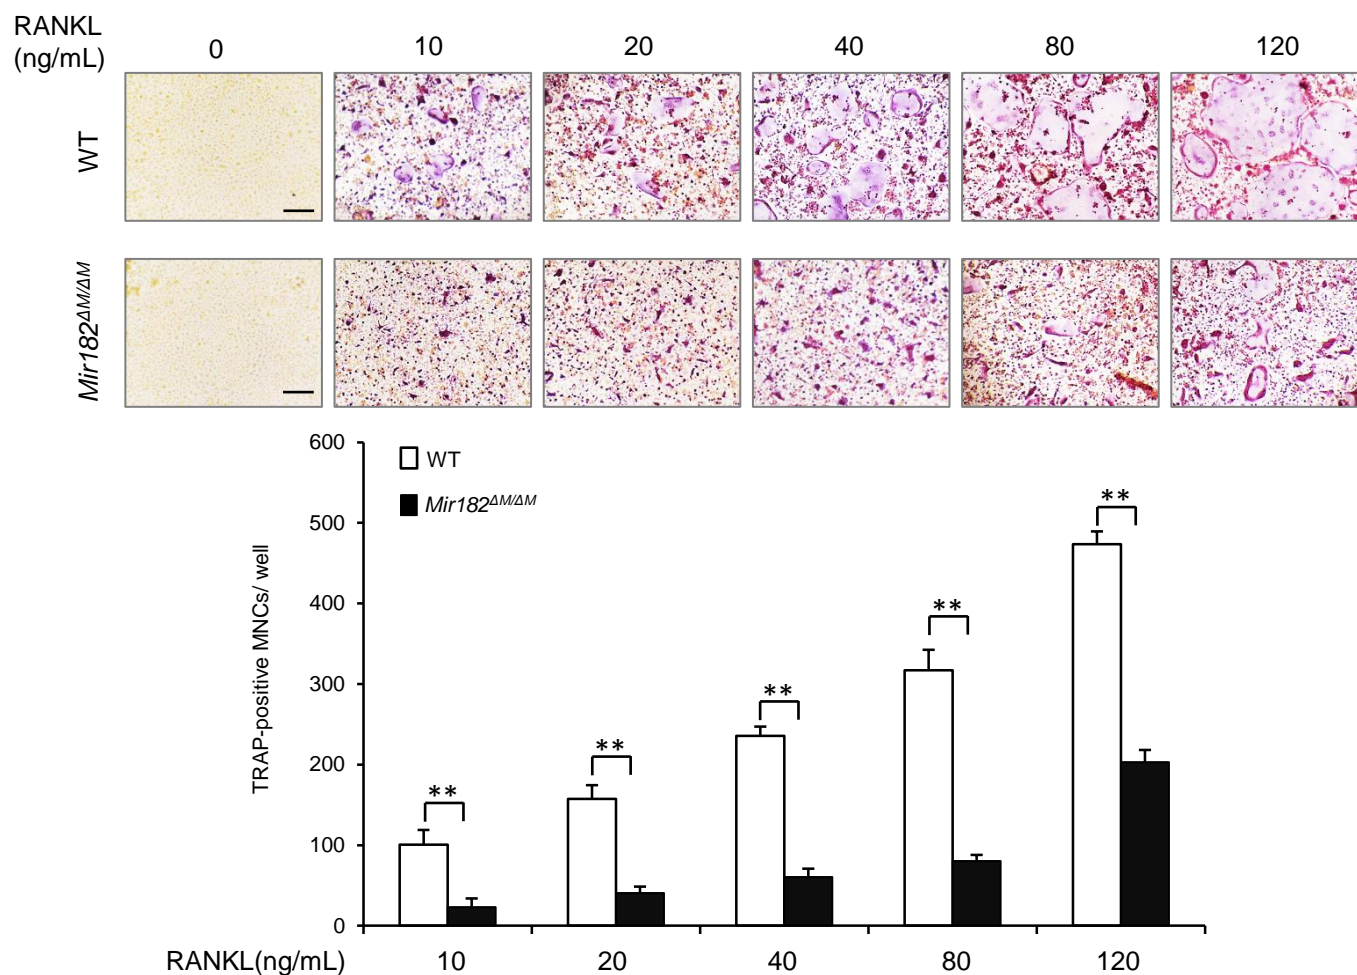 RANKL
(ng/mL) 0 10 20 40 80 120
WT
Mir182ΔM/ΔM
600
500
400
300
200
100
0
TRAP-positive MNCs/ well
WT
Mir182ΔM/ΔM
** ** ** ** **
RANKL(ng/mL) 10 20 40 80 120